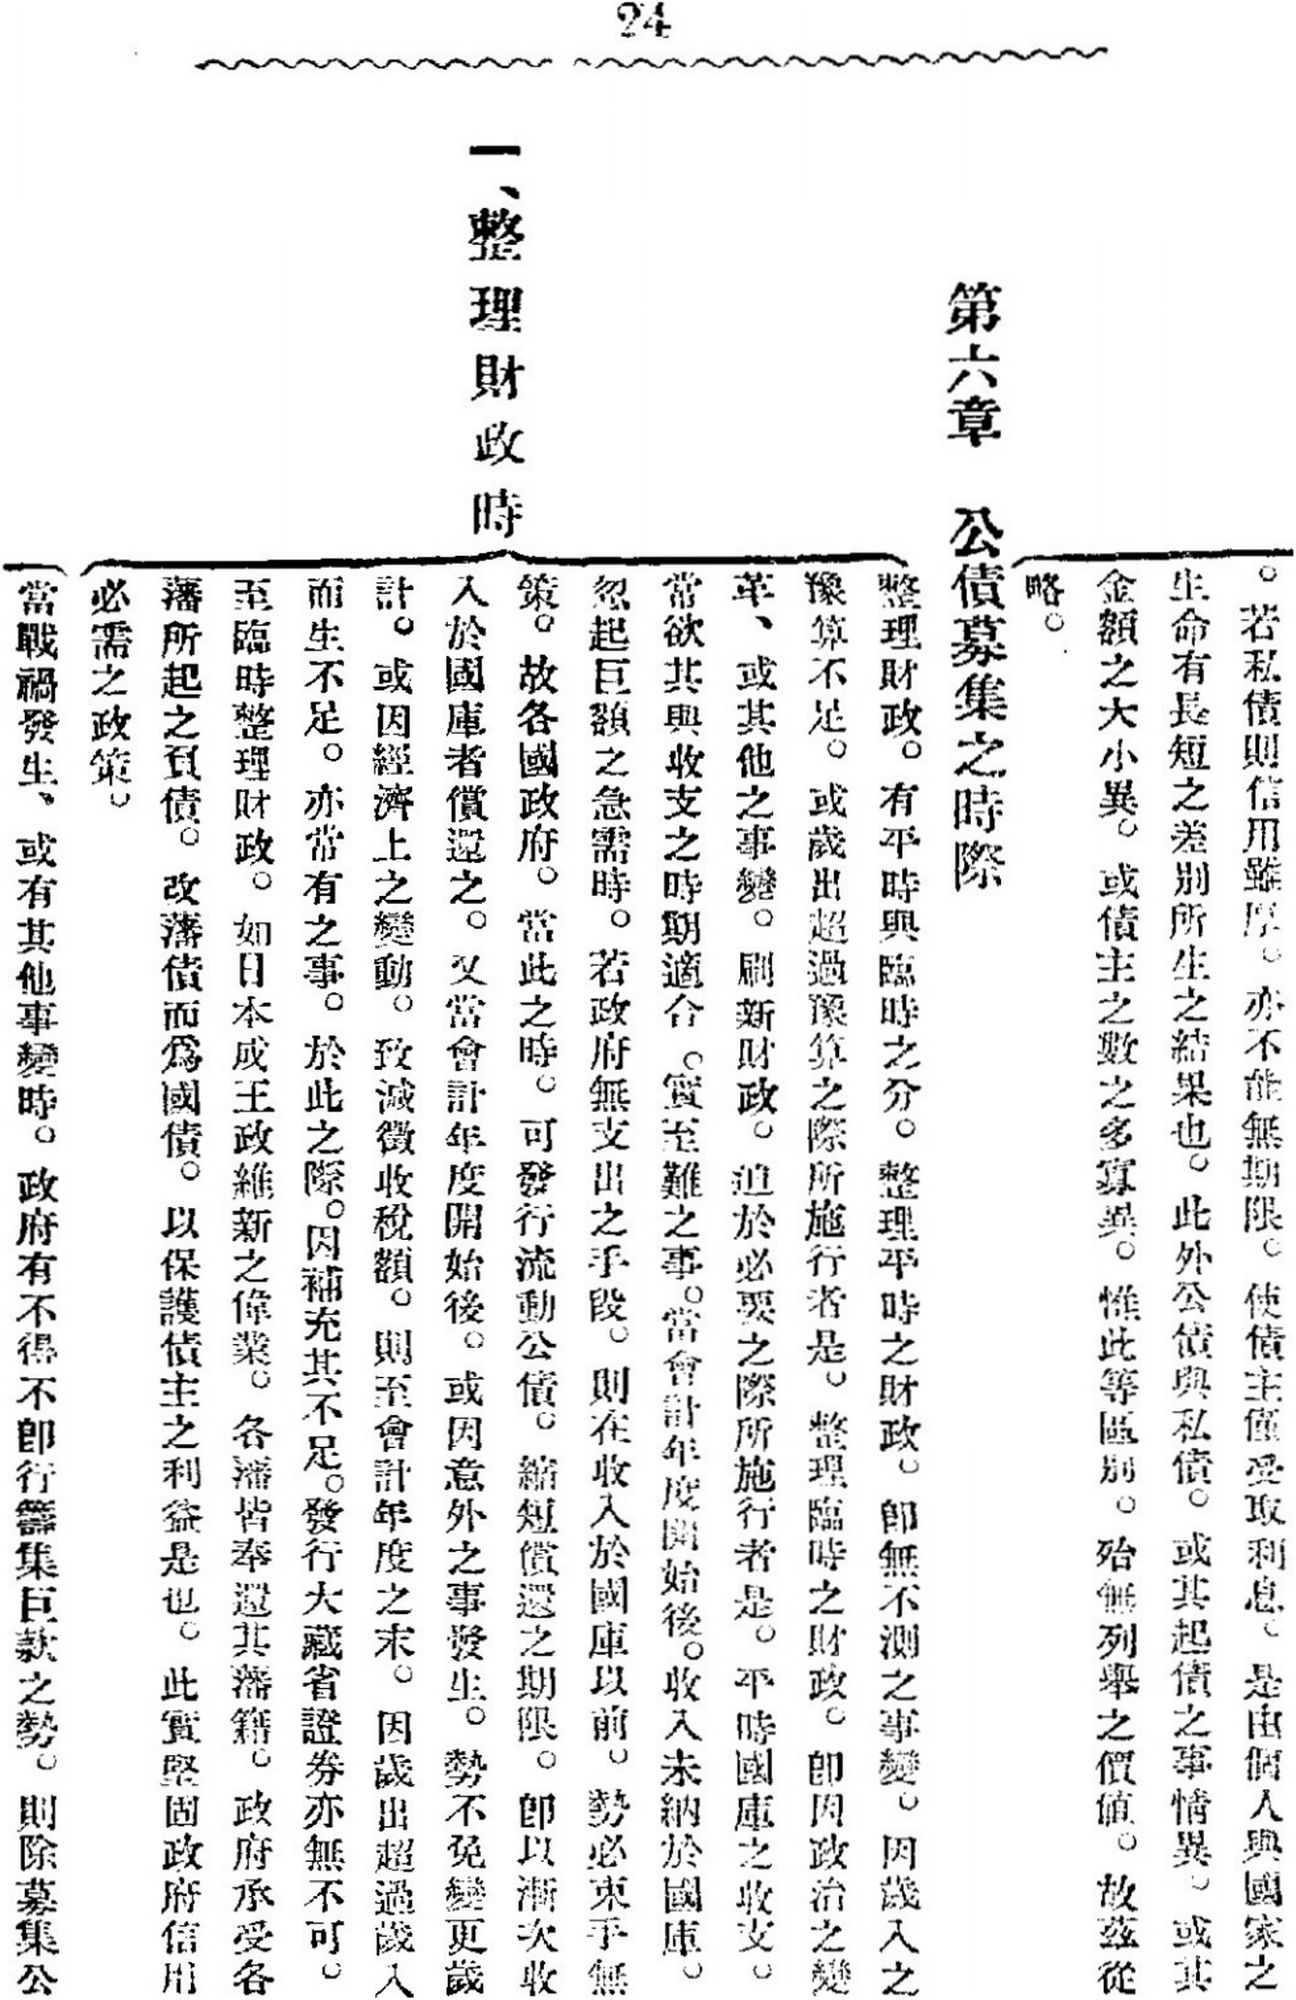 24
。若私債則信用雖厚。亦不能無期限。使債主僅受取利息。是由個人與國家之
生命有長短之差別所生之結果也。此外公債與私債。或其起債之事情異。或其
金額之大小異。或債主之數之多寡異。惟此等區別。殆無列舉之價値。故茲從
略。
第六章　公債募集之時際
一、整理財政時
整理財政。有平時與臨時之分。整理平時之財政。卽無不測之事變。因歲入之
豫算不足。或歲出超過豫算之際所施行者是。整理臨時之財政。卽因政治之變
革、或其他之事變。刷新財政。迫於必要之際所施行者是。平時國庫之收支。
常欲其與收支之時期適合。實至難之事。當會計年度開始後。收入未納於國庫。
忽起巨額之急需時。若政府無支出之手段。則在收入於國庫以前。勢必束手無
策。故各國政府。當此之時。可發行流動公債。縮短償還之期限。卽以漸次收
入於國庫者償還之。又當會計年度開始後。或因意外之事發生。勢不免變更歲
計。或因經濟上之變動。致減徵收稅額。則至會計年度之末。因歲出超過歲入
而生不足。亦常有之事。於此之際。因補充其不足。發行大藏省證券亦無不可。
至臨時整理財政。如日本成王政維新之偉業。各藩皆奉還其藩籍。政府承受各
藩所起之負債。改藩債而爲國債。以保護債主之利益是也。此實堅固政府信用
必需之政策。
當戰禍發生、或有其他事變時。政府有不得不卽行籌集巨款之勢。則除募集公